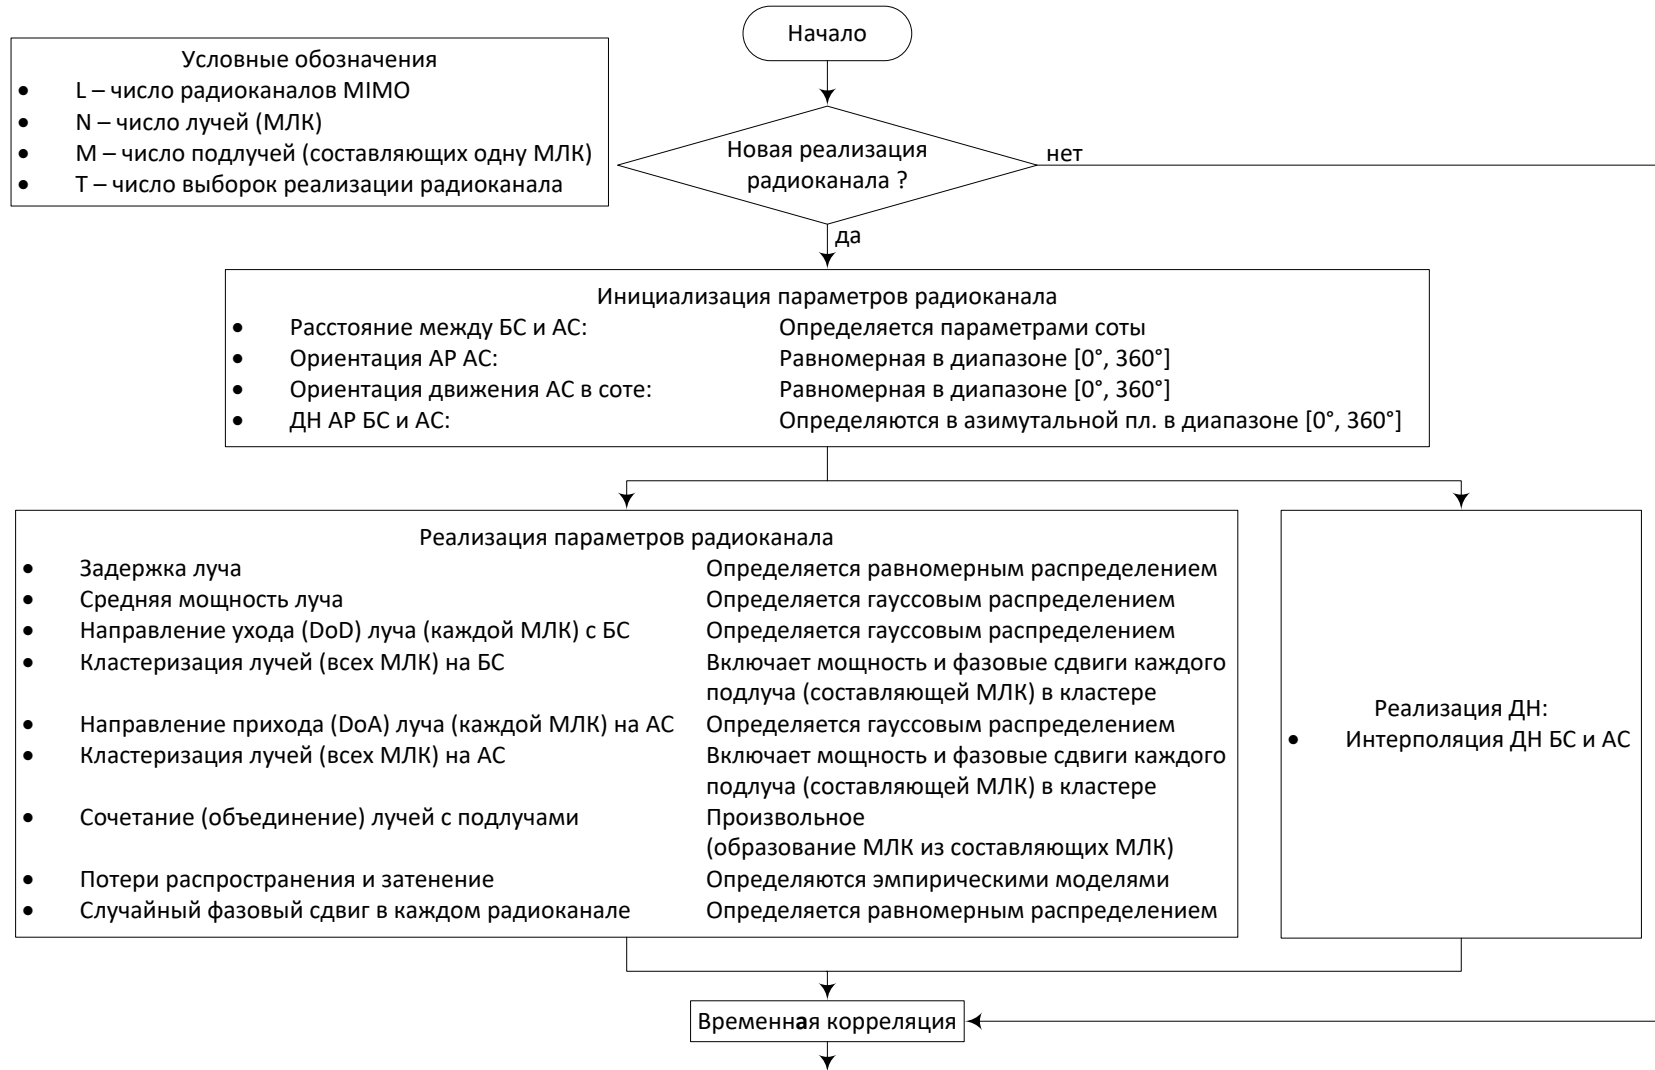 Начало
Условные обозначения
• L – число радиоканалов MIMO
• N – число лучей (МЛК)
• M – число подлучей (составляющих одну МЛК)
• T – число выборок реализации радиоканала
Новая реализация
радиоканала ?
нет
да
Инициализация параметров радиоканала
• Расстояние между БС и АС: Определяется параметрами соты
• Ориентация АР АС: Равномерная в диапазоне [0°, 360°]
• Ориентация движения АС в соте: Равномерная в диапазоне [0°, 360°]
• ДН АР БС и АС: Определяются в азимутальной пл. в диапазоне [0°, 360°]
Реализация параметров радиоканала
• Задержка луча Определяется равномерным распределением
• Средняя мощность луча Определяется гауссовым распределением
• Направление ухода (DoD) луча (каждой МЛК) с БС Определяется гауссовым распределением
• Кластеризация лучей (всех МЛК) на БС Включает мощность и фазовые сдвиги каждого
подлуча (составляющей МЛК) в кластере
• Направление прихода (DoA) луча (каждой МЛК) на АС Определяется гауссовым распределением
• Кластеризация лучей (всех МЛК) на АС Включает мощность и фазовые сдвиги каждого
подлуча (составляющей МЛК) в кластере
• Сочетание (объединение) лучей с подлучами Произвольное
(образование МЛК из составляющих МЛК)
• Потери распространения и затенение Определяются эмпирическими моделями
• Случайный фазовый сдвиг в каждом радиоканале Определяется равномерным распределением
Реализация ДН:
• Интерполяция ДН БС и АС
Временная корреляция